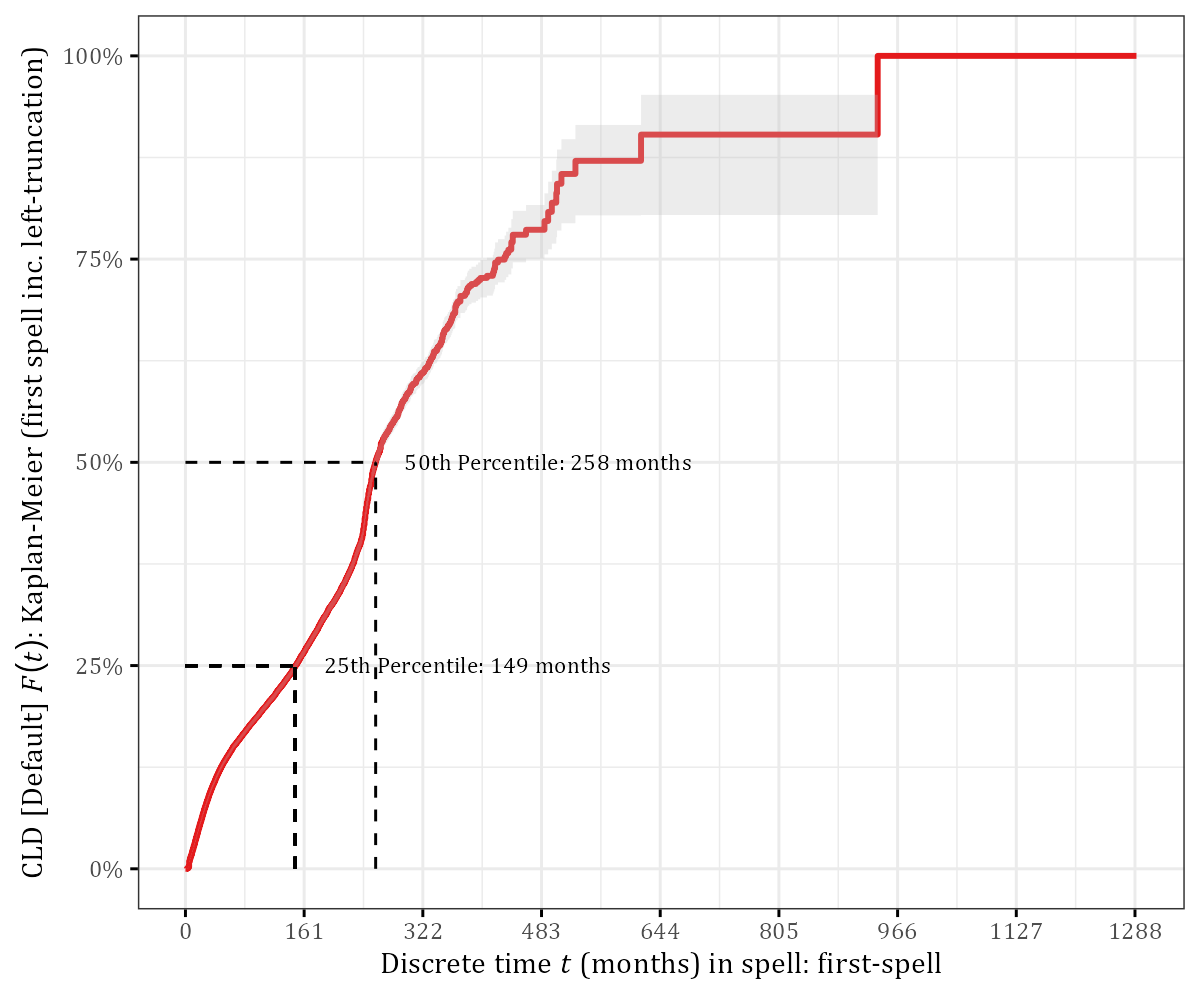 CLD [Default] F(t): Kaplan-Meier (first spell inc. left-truncation)
100%
75%
50%
25%
0%
50th Percentile: 258 months
25th Percentile: 149 months
0 161 322 483 644 805 966 1127 1288
Discrete time t (months) in spell: first-spell